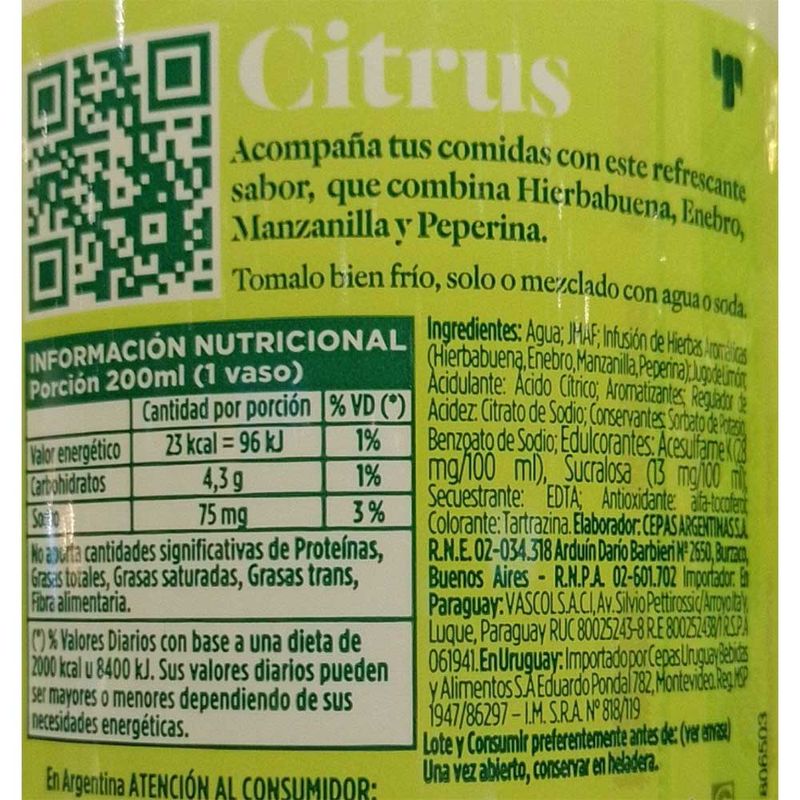 Citrus
Acompaña tus comidas con este refrescante
sabor, que combina Hierbabuena, Enebro,
Manzanilla y Peperina.
Tomalo bien frío, solo o mezclado con agua o soda.
INFORMACIÓN NUTRICIONAL
Porción 200ml (1 vaso)
Cantidad por porción % VD (*)
Valor energético 23 kcal = 96 kJ 1%
Carbohidratos 4,3 g 1%
Sodio 75 mg 3%
No aporta cantidades significativas de Proteínas,
Grasas totales, Grasas saturadas, Grasas trans,
Fibra alimentaria.
(*) % Valores Diarios con base a una dieta de
2000 kcal u 8400 kJ. Sus valores diarios pueden
ser mayores o menores dependiendo de sus
necesidades energéticas.
En Argentina ATENCIÓN AL CONSUMIDOR:
Ingredientes: Agua; JMAF; Infusión de Hierbas Aromáticas
(Hierbabuena, Enebro, Manzanilla, Peperina); Jugo de Limón;
Acidulante: Ácido Cítrico; Aromatizantes; Regulador de
Acidez: Citrato de Sodio; Conservantes: Sorbato de Potasio,
Benzoato de Sodio; Edulcorantes: Acesulfame K (28
mg/100 ml), Sucralosa (13 mg/100 ml);
Secuestrante: EDTA; Antioxidante: alfa-tocoferol;
Colorante: Tartrazina. Elaborador: CEPAS ARGENTINAS S.A.
R.N.E. 02-034.318 Arduín Darío Barbieri N° 2650, Burzaco,
Buenos Aires - R.N.P.A. 02-601.702 Importador: En
Paraguay: VASCOL S.A.C.I, Av. Silvio Pettirossi
Luque, Paraguay RUC 80025243-8 R.E 80025243B/1 R.S.P.A
061941. En Uruguay: Importado por Cepas Uruguay Bebidas
y Alimentos S.A Eduardo Pondal 782, Montevideo. Reg. MSP
1947/86297 – I.M. S.R.A. N° 818/119
Lote y Consumir preferentemente antes de: (ver envase)
Una vez abierto, conservar en heladera.
B06503